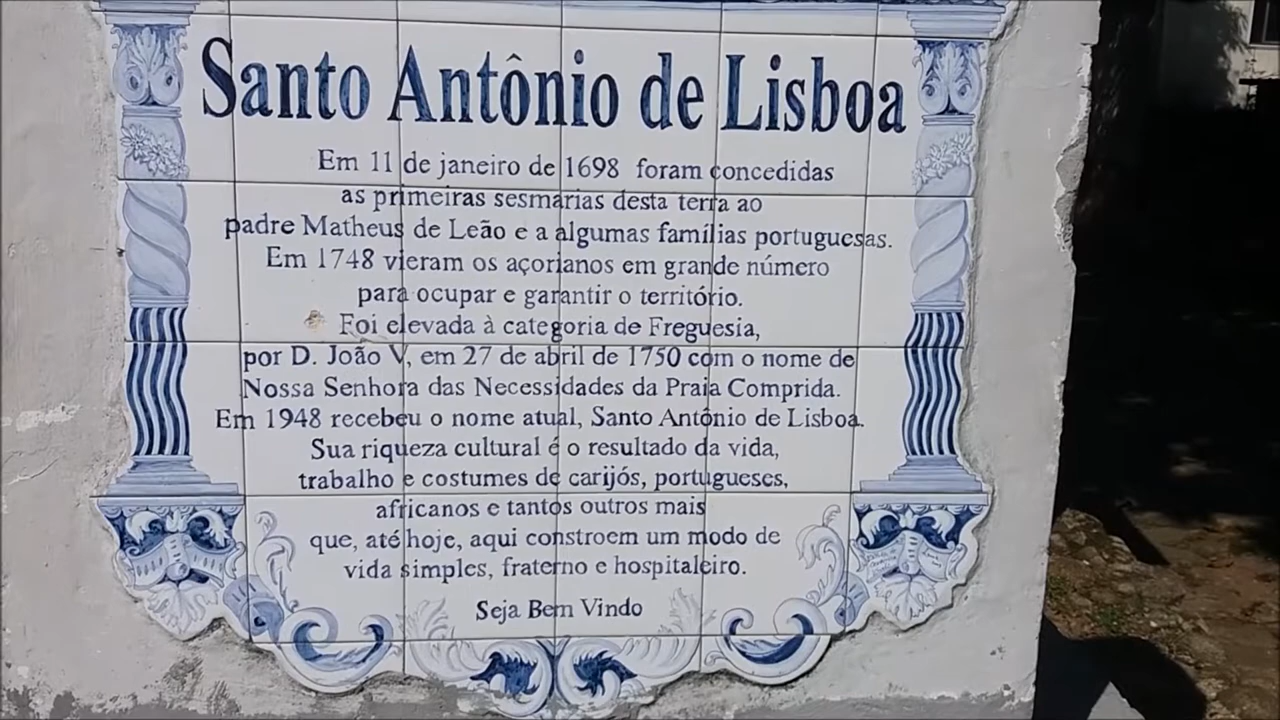 Santo Antônio de Lisboa
Em 11 de janeiro de 1698 foram concedidas
as primeiras sesmarias desta terra ao
padre Matheus de Leão e a algumas famílias portuguesas.
Em 1748 vieram os açorianos em grande número
para ocupar e garantir o território.
Foi elevada à categoria de Freguesia,
por D. João V, em 27 de abril de 1750 com o nome de
Nossa Senhora das Necessidades da Praia Comprida.
Em 1948 recebeu o nome atual, Santo Antônio de Lisboa.
Sua riqueza cultural é o resultado da vida,
trabalho e costumes de carijós, portugueses,
africanos e tantos outros mais
que, até hoje, aqui constroem um modo de
vida simples, fraterno e hospitaleiro.
Seja Bem Vindo